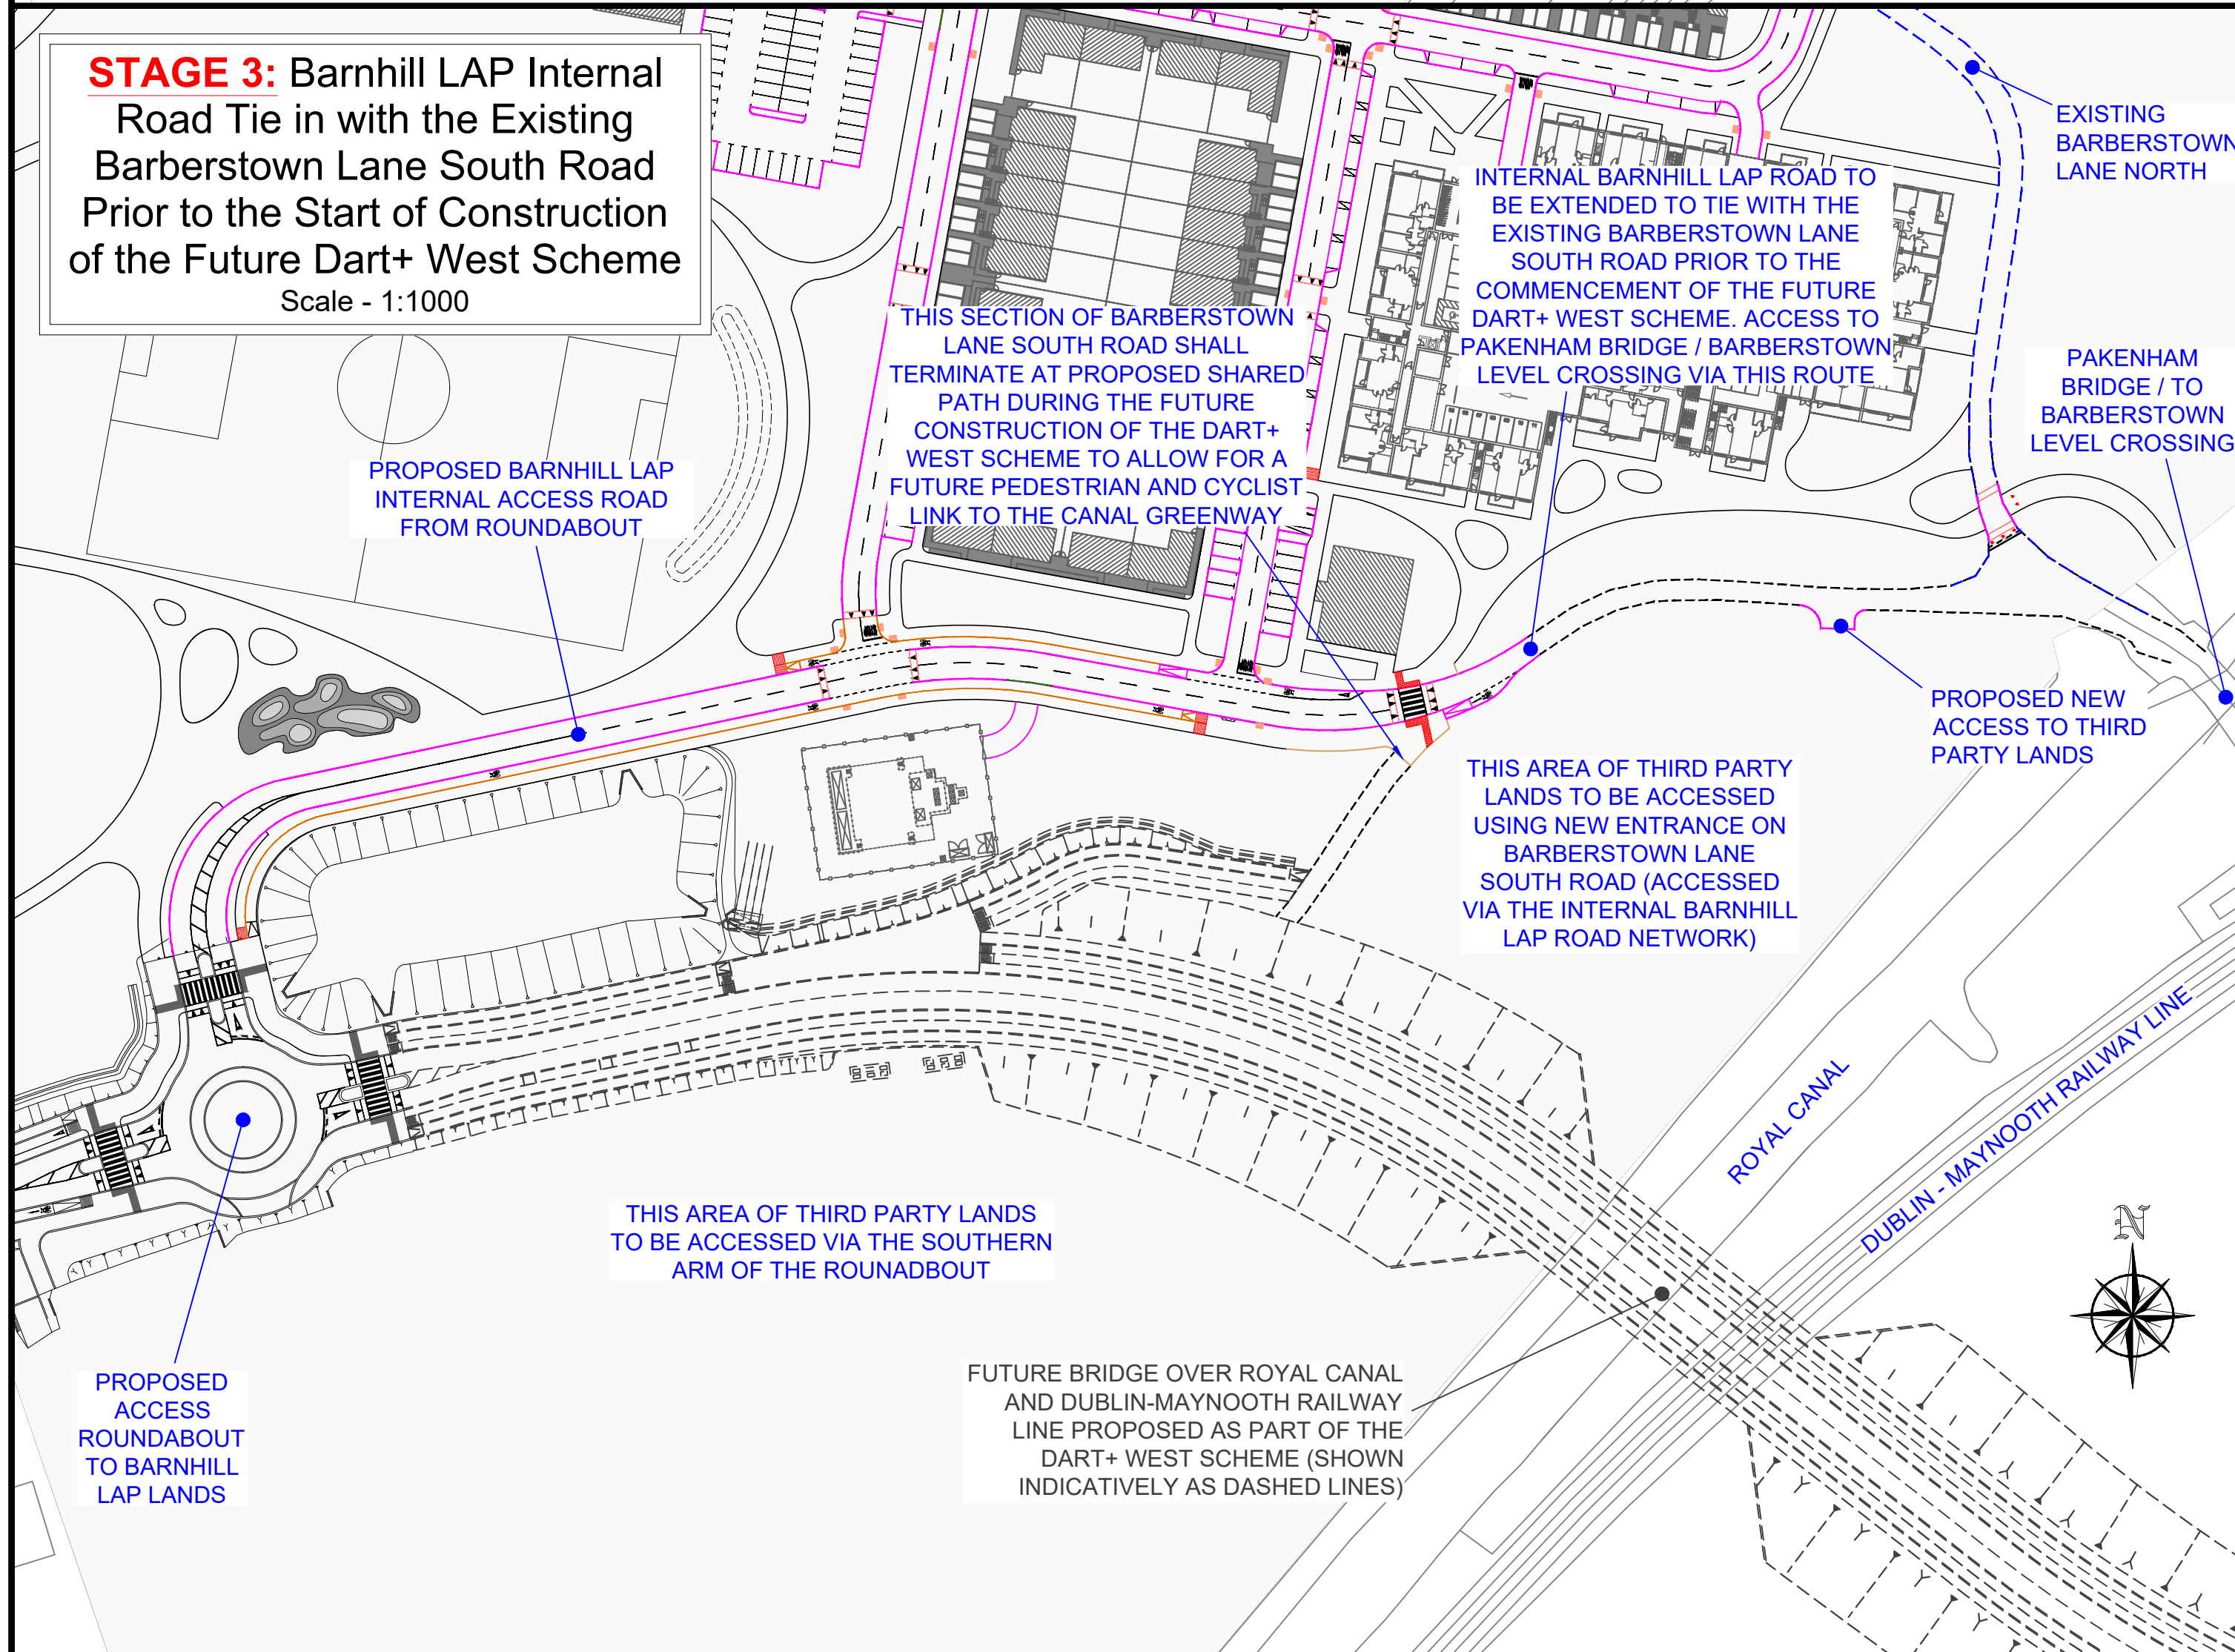 STAGE 3: Barnhill LAP Internal
Road Tie in with the Existing
Barberstown Lane South Road
Prior to the Start of Construction
of the Future Dart+ West Scheme
Scale - 1:1000
EXISTING
BARBERSTOWN
LANE NORTH
INTERNAL BARNHILL LAP ROAD TO
BE EXTENDED TO TIE WITH THE
EXISTING BARBERSTOWN LANE
SOUTH ROAD PRIOR TO THE
COMMENCEMENT OF THE FUTURE
DART+ WEST SCHEME. ACCESS TO
PAKENHAM BRIDGE / BARBERSTOWN
LEVEL CROSSING VIA THIS ROUTE
THIS SECTION OF BARBERSTOWN
LANE SOUTH ROAD SHALL
TERMINATE AT PROPOSED SHARED
PATH DURING THE FUTURE
CONSTRUCTION OF THE DART+
WEST SCHEME TO ALLOW FOR A
FUTURE PEDESTRIAN AND CYCLIST
LINK TO THE CANAL GREENWAY
PAKENHAM
BRIDGE / TO
BARBERSTOWN
LEVEL CROSSING
PROPOSED BARNHILL LAP
INTERNAL ACCESS ROAD
FROM ROUNDABOUT
PROPOSED NEW
ACCESS TO THIRD
PARTY LANDS
THIS AREA OF THIRD PARTY
LANDS TO BE ACCESSED
USING NEW ENTRANCE ON
BARBERSTOWN LANE
SOUTH ROAD (ACCESSED
VIA THE INTERNAL BARNHILL
LAP ROAD NETWORK)
ROYAL CANAL
DUBLIN - MAYNOOTH RAILWAY LINE
N
THIS AREA OF THIRD PARTY LANDS
TO BE ACCESSED VIA THE SOUTHERN
ARM OF THE ROUNADBOUT
FUTURE BRIDGE OVER ROYAL CANAL
AND DUBLIN-MAYNOOTH RAILWAY
LINE PROPOSED AS PART OF THE
DART+ WEST SCHEME (SHOWN
INDICATIVELY AS DASHED LINES)
PROPOSED
ACCESS
ROUNDABOUT
TO BARNHILL
LAP LANDS